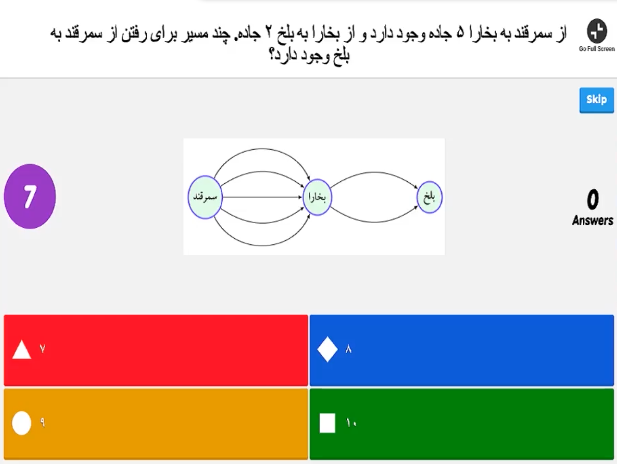 از سمرقند به بخارا ۵ جاده وجود دارد و از بخارا به بلخ ۲ جاده. چند مسیر برای رفتن از سمرقند به
بلخ وجود دارد؟
Go Full Screen
Skip
7
سمرقند
بخارا
بلخ
0
Answers
۷
۸
۹
۱۰